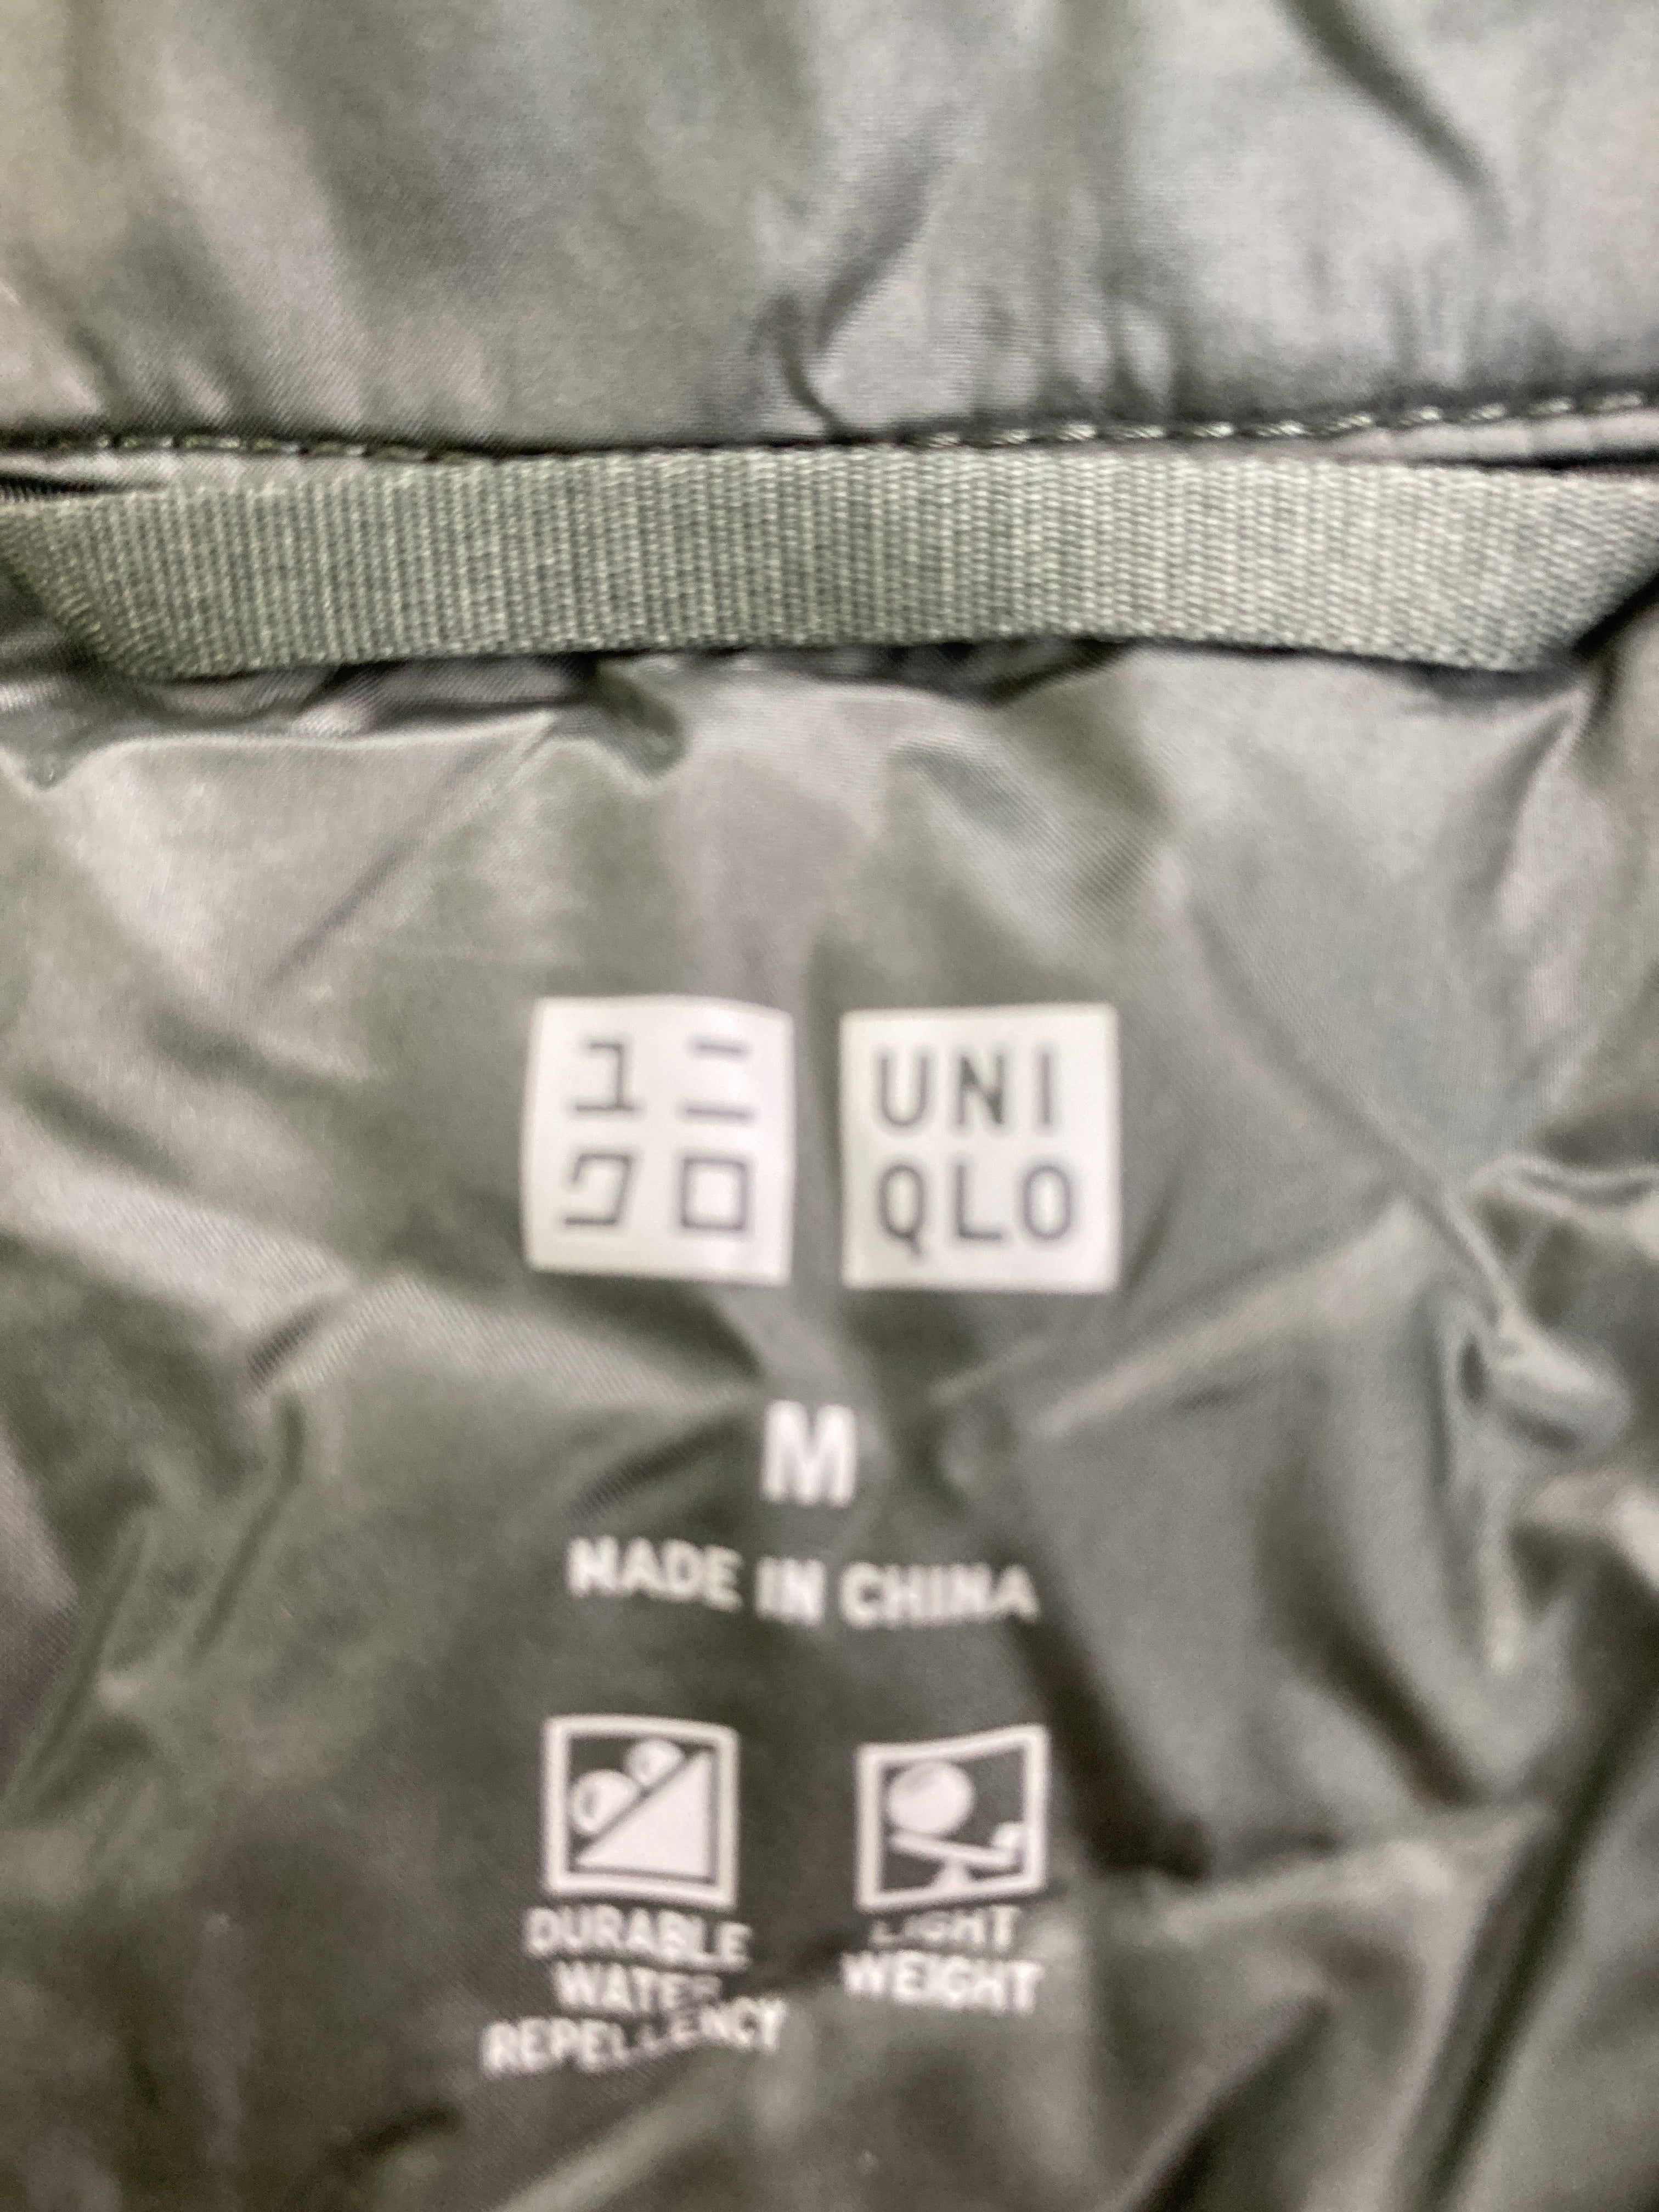 ユニ
クロ
UNI
QLO
M
MADE IN CHINA
DURABLE
WATER
REPELLENCY
LIGHT
WEIGHT